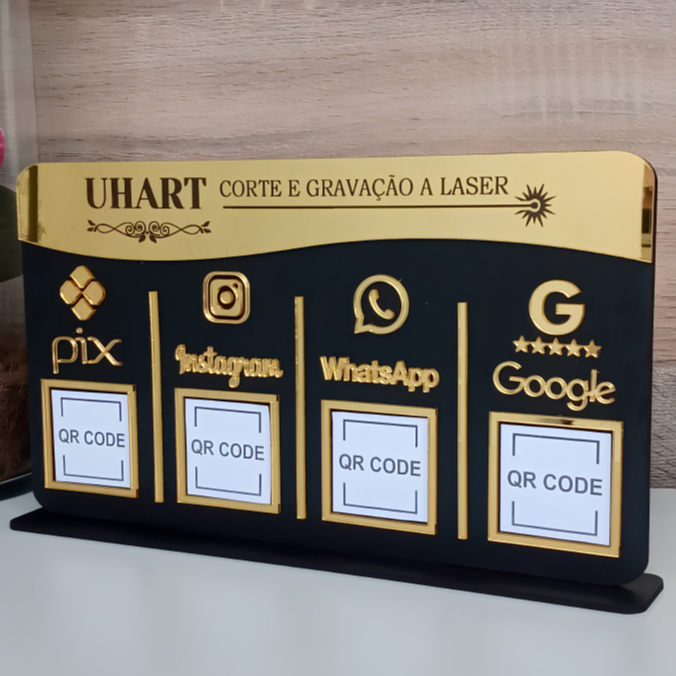 UHART CORTE E GRAVAÇÃO A LASER
pix
Instagram
WhatsApp
G
Google
QR CODE
QR CODE
QR CODE
QR CODE